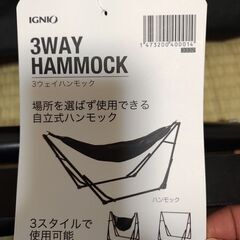 IGNIO
3WAY
HAMMOCK
3ウェイハンモック
1473200400014
場所を選ばず使用できる
自立式ハンモック
ハンモック
3スタイルで
使用可能